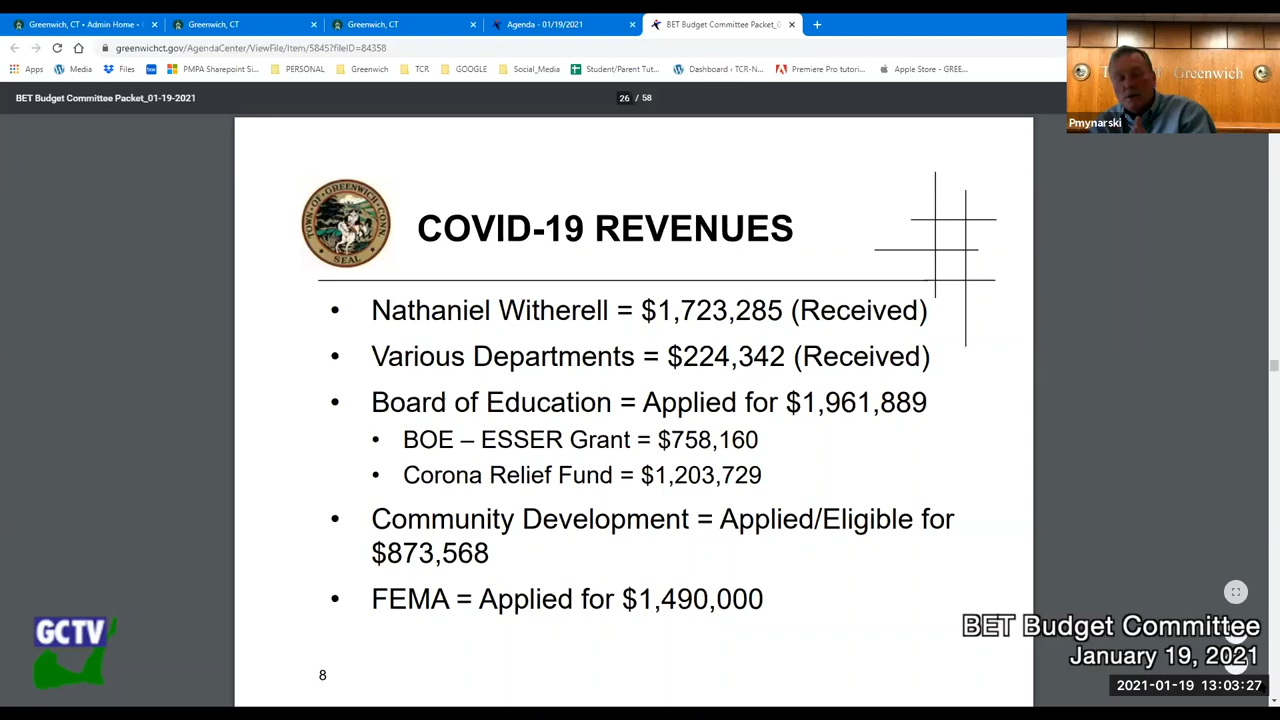 Greenwich, CT • Admin Home •
Greenwich, CT
Greenwich, CT
Agenda - 01/19/2021
BET Budget Committee Packet_0
greenwichct.gov/AgendaCenter/ViewFile/Item/5845?fileID=84358
Apps
Media
Files
PMPA Sharepoint Si...
PERSONAL
Greenwich
TCR
GOOGLE
Social_Media
Student/Parent Tut...
Dashboard ‹ TCR-N...
Premiere Pro tutori...
Apple Store - GREE...
BET Budget Committee Packet_01-19-2021
26 / 58
Greenwich
Pmynarski
TOWN OF GREENWICH CONN.
SEAL
COVID-19 REVENUES
• Nathaniel Witherell = $1,723,285 (Received)
• Various Departments = $224,342 (Received)
• Board of Education = Applied for $1,961,889
• BOE – ESSER Grant = $758,160
• Corona Relief Fund = $1,203,729
• Community Development = Applied/Eligible for
$873,568
• FEMA = Applied for $1,490,000
8
GCTV
BET Budget Committee
January 19, 2021
2021-01-19 13:03:27